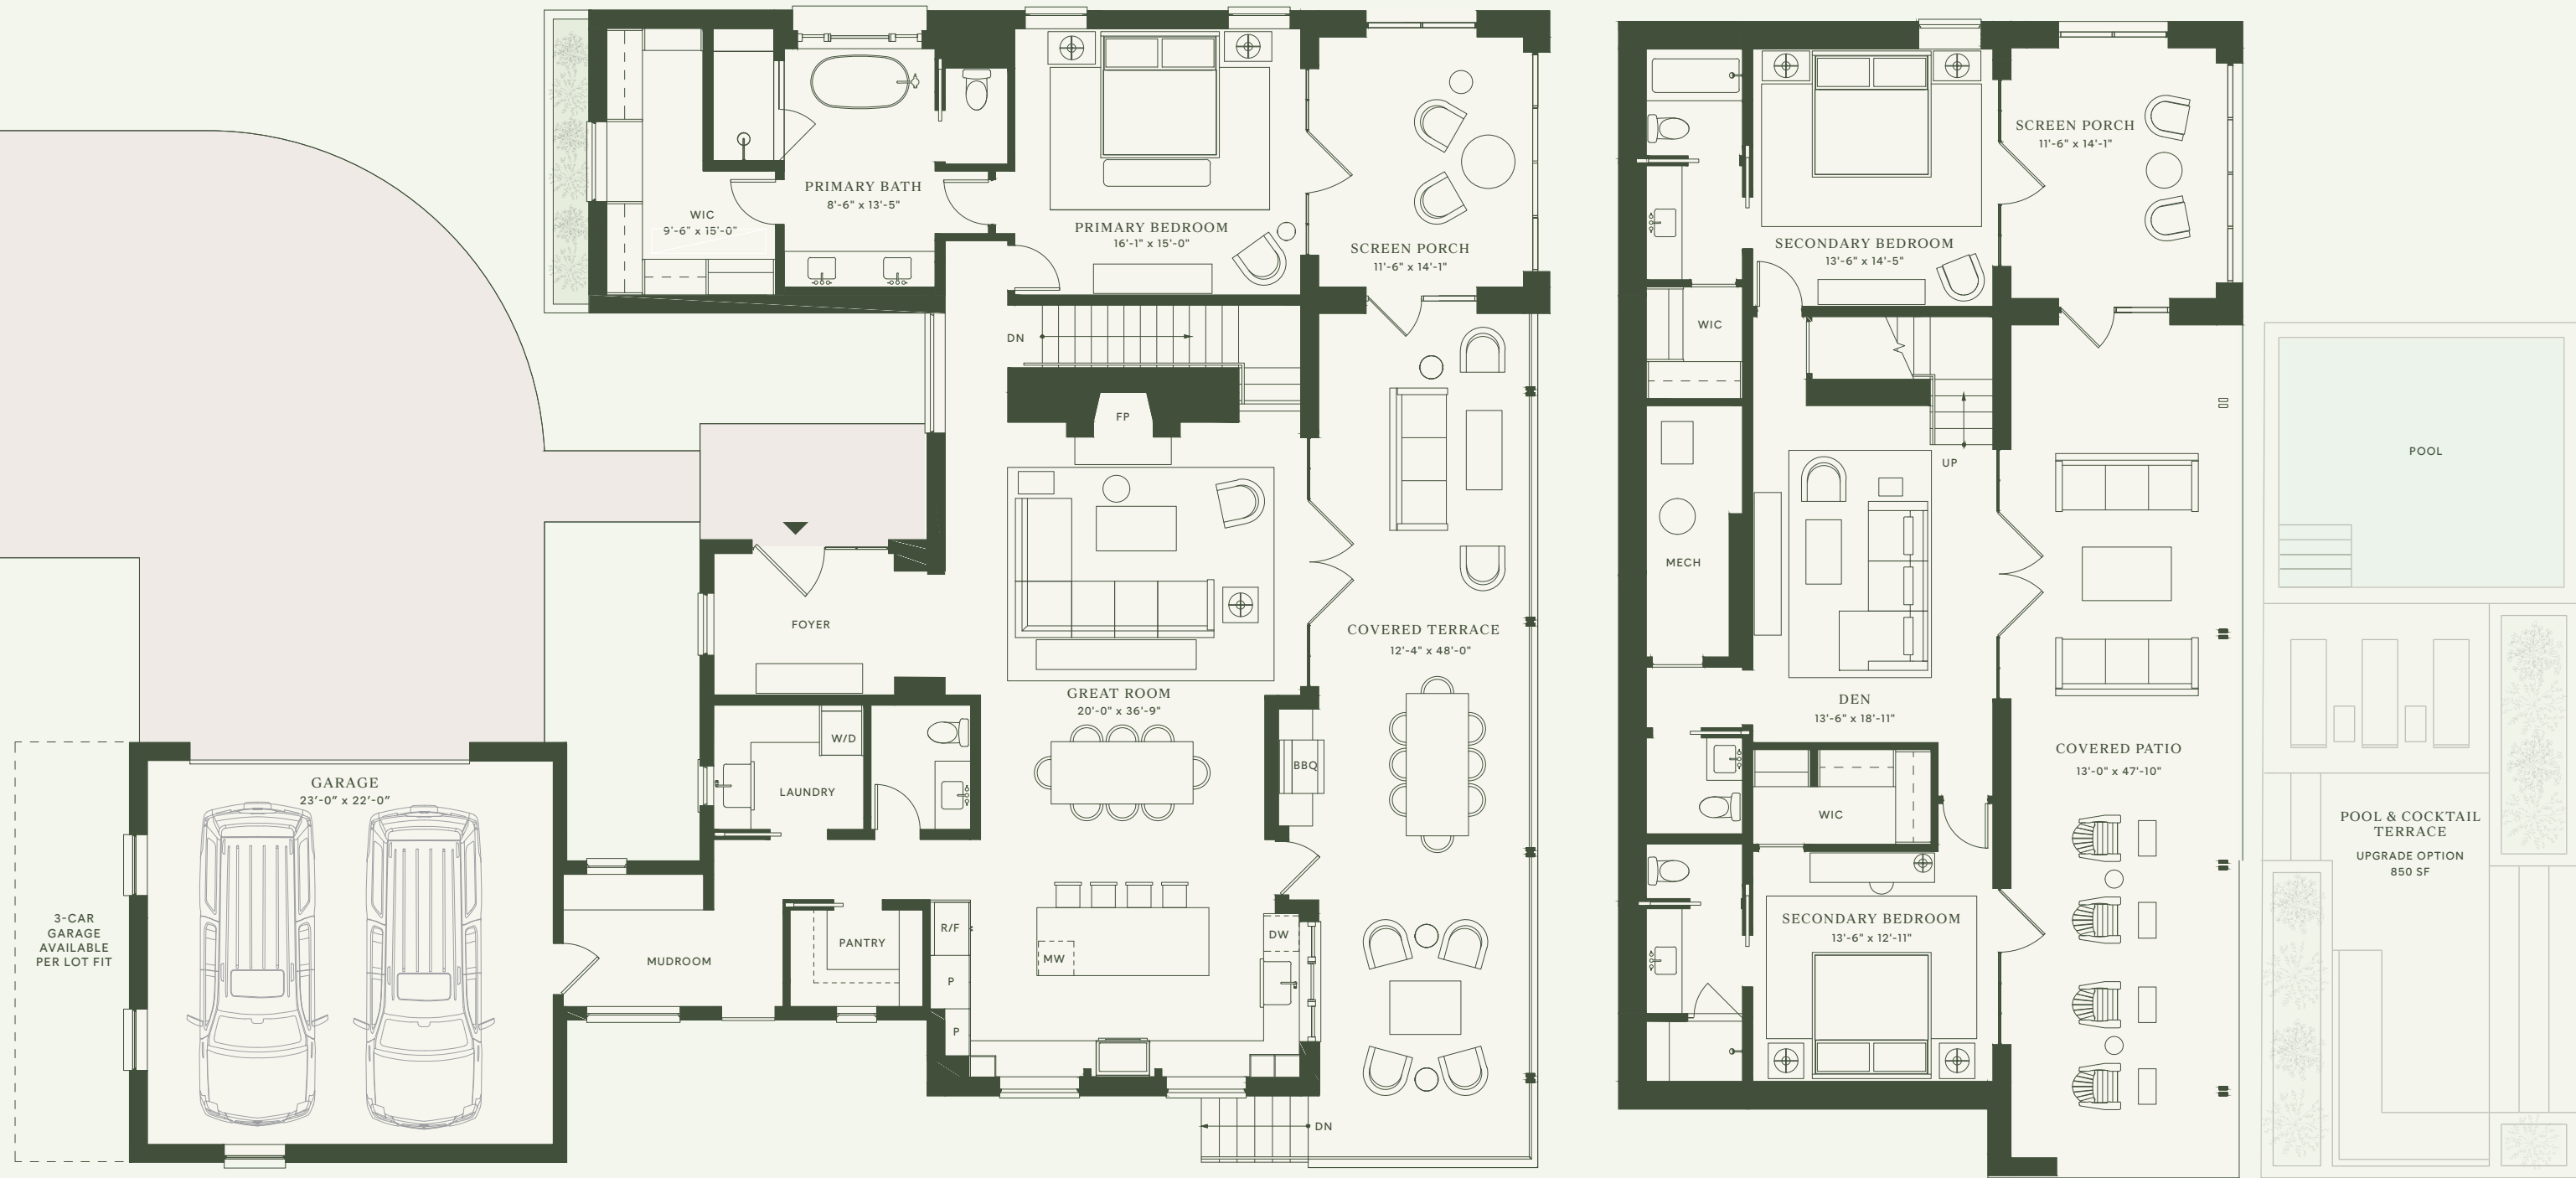 PRIMARY BATH
8'-6" x 13'-5"
WIC
9'-6" x 15'-0"
PRIMARY BEDROOM
16'-1" x 15'-0"
SCREEN PORCH
11'-6" x 14'-1"
DN
FP
FOYER
COVERED TERRACE
12'-4" x 48'-0"
GREAT ROOM
20'-0" x 36'-9"
W/D
LAUNDRY
BBQ
GARAGE
23'-0" x 22'-0"
3-CAR
GARAGE
AVAILABLE
PER LOT FIT
MUDROOM
PANTRY
R/F
P
P
MW
DW
DN
SCREEN PORCH
11'-6" x 14'-1"
SECONDARY BEDROOM
13'-6" x 14'-5"
WIC
UP
MECH
DEN
13'-6" x 18'-11"
COVERED PATIO
13'-0" x 47'-10"
WIC
SECONDARY BEDROOM
13'-6" x 12'-11"
POOL
POOL & COCKTAIL
TERRACE
UPGRADE OPTION
850 SF